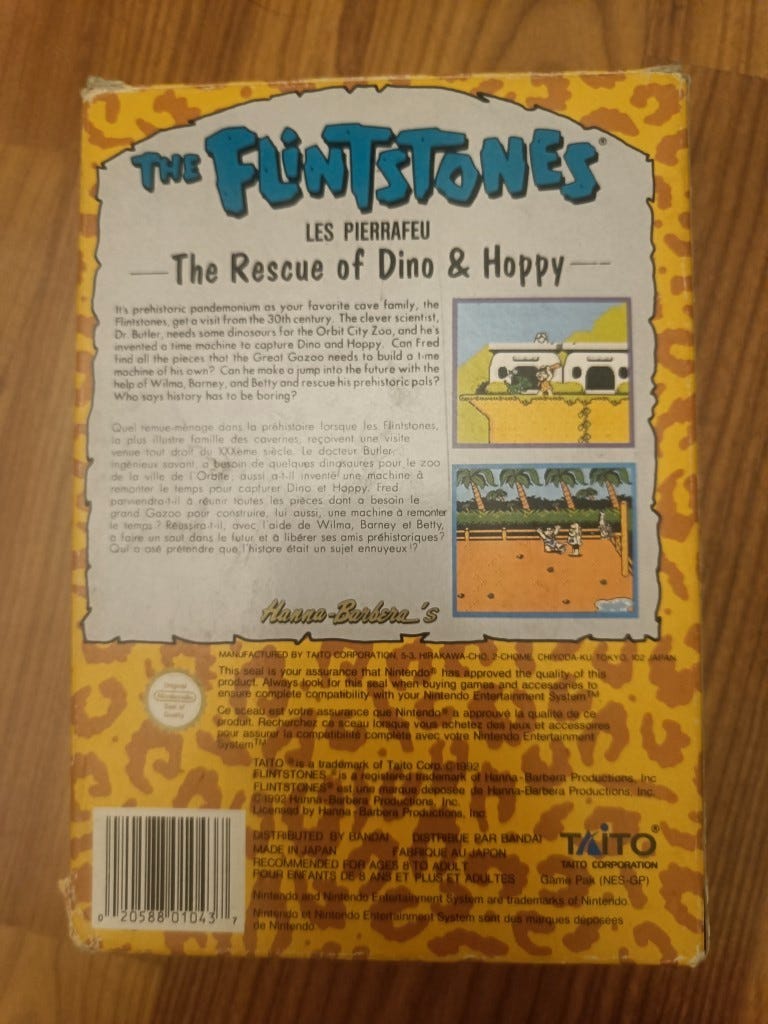 THE FLINTSTONES®
LES PIERRAFEU
The Rescue of Dino & Hoppy
It's prehistoric pandemonium as your favorite cave family, the
Flintstones, get a visit from the 30th century. The clever scientist,
Dr. Butler, needs some dinosaurs for the Orbit City Zoo, and he's
invented a time machine to capture Dino and Hoppy. Can Fred
find all the pieces that the Great Gazoo needs to build a time
machine of his own? Can he make a jump into the future with the
help of Wilma, Barney, and Betty and rescue his prehistoric pals?
Who says history has to be boring?
Quel remue-ménage dans la préhistoire lorsque les Flintstones,
la plus illustre famille des cavernes, reçoivent une visite
venue tout droit du XXXème siècle. Le docteur Butler,
ingénieux savant, a besoin de quelques dinosaures pour le zoo
de la ville de l'Orbite; aussi a-t-il inventé une machine à
remonter le temps pour capturer Dino et Hoppy. Fred
parviendra-t-il à réunir toutes les pièces dont a besoin le
grand Gazoo pour construire, lui aussi, une machine à remonter
le temps? Réussira-t-il, avec l'aide de Wilma, Barney et Betty,
à faire un saut dans le futur et à libérer ses amis préhistoriques?
Qui a osé prétendre que l'histore était un sujet ennuyeux!?
Hanna-Barbera's
MANUFACTURED BY TAITO CORPORATION, 5-3, HIRAKAWA-CHO, 2-CHOME, CHIYODA-KU, TOKYO, 102 JAPAN
Original
Nintendo
Seal of
Quality
This seal is your assurance that Nintendo® has approved the quality of this
product. Always look for this seal when buying games and accessories to
ensure complete compatibility with your Nintendo Entertainment System™
Ce sceau est votre assurance que Nintendo® a approuvé la qualité de ce
produit. Recherchez ce sceau lorsque vous achetez des jeux et accessoires
pour assurer la compatibilité complète avec votre Nintendo Entertainment
System™
TAITO® is a trademark of Taito Corp. ©1992
FLINTSTONES® is a registered trademark of Hanna-Barbera Productions, Inc
FLINTSTONES® est une marque déposée de Hanna-Barbera Productions, Inc.
©1992 Hanna-Barbera Productions, Inc.
Licensed by Hanna-Barbera Productions, Inc.
DISTRIBUTED BY BANDAI DISTRIBUE PAR BANDAI
MADE IN JAPAN FABRIQUE AU JAPON
RECOMMENDED FOR AGES 8 TO ADULT
POUR ENFANTS DE 8 ANS ET PLUS ET ADULTES
TAITO®
TAITO CORPORATION
Game Pak (NES-GP)
Nintendo and Nintendo Entertainment System are trademarks of Nintendo.
Nintendo et Nintendo Entertainment System sont des marques déposées
de Nintendo.
0 20588 01043 7